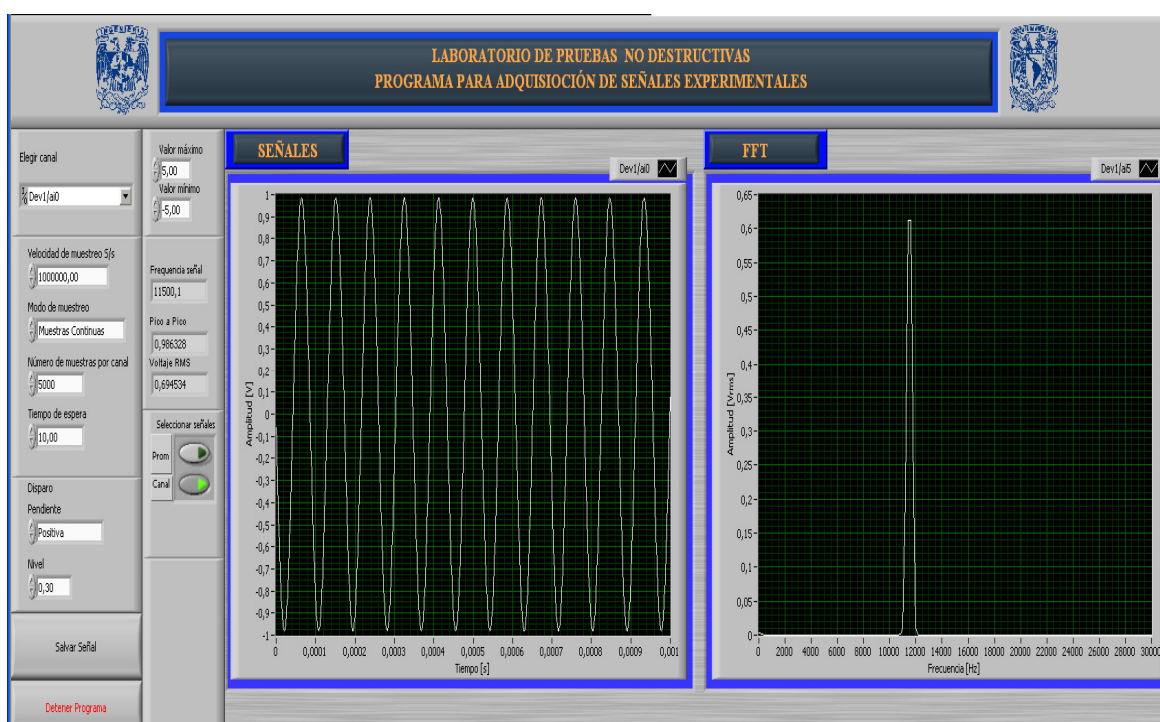 LABORATORIO DE PRUEBAS NO DESTRUCTIVAS
PROGRAMA PARA ADQUISIOCIÓN DE SEÑALES EXPERIMENTALES
Elegir canal
Dev1/ai0
Velocidad de muestreo S/s
1000000,00
Modo de muestreo
Muestras Continuas
Número de muestras por canal
5000
Tiempo de espera
10,00
Disparo
Pendiente
Positiva
Nivel
0,30
Salvar Señal
Detener Programa
Valor máximo
5,00
Valor mínimo
-5,00
Frequencia señal
11500,1
Pico a Pico
0,986328
Voltaje RMS
0,694534
Seleccionar señales
Prom
Canal
SEÑALES
Dev1/ai0
Amplitud [V]
1
0,9
0,8
0,7
0,6
0,5
0,4
0,3
0,2
0,1
0
-0,1
-0,2
-0,3
-0,4
-0,5
-0,6
-0,7
-0,8
-0,9
-1
0 0,0001 0,0002 0,0003 0,0004 0,0005 0,0006 0,0007 0,0008 0,0009 0,001
Tiempo [s]
FFT
Dev1/ai5
Amplitud [Vrms]
0,65
0,6
0,55
0,5
0,45
0,4
0,35
0,3
0,25
0,2
0,15
0,1
0,05
0
0 2000 4000 6000 8000 10000 12000 14000 16000 18000 20000 22000 24000 26000 28000 30000
Frecuencia [Hz]